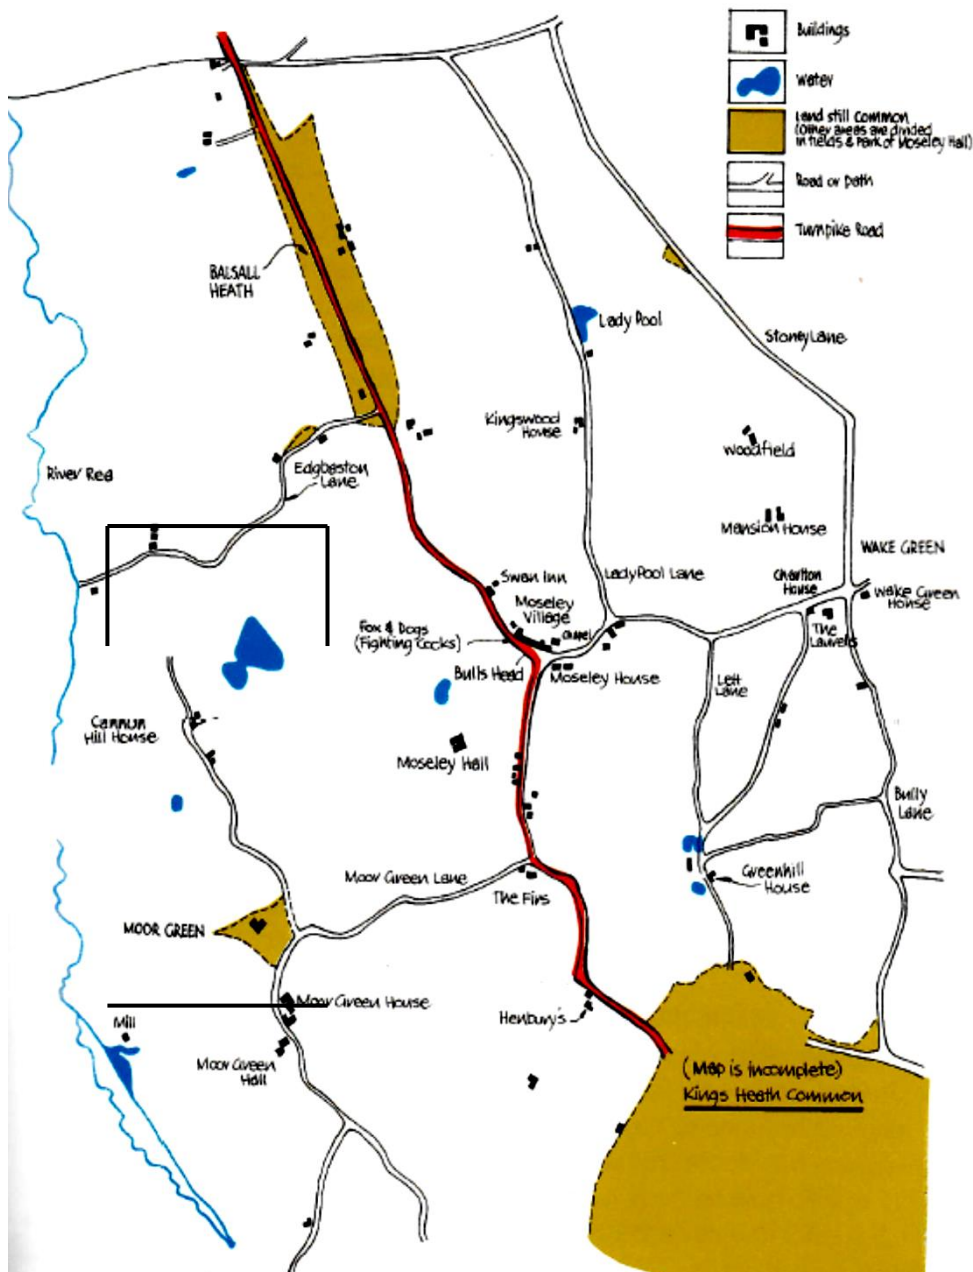 Buildings
Water
Land still common
(Other areas are divided
in fields & park of Moseley Hall)
Road or path
Turnpike Road
BALSALL
HEATH
Lady Pool
Stoney Lane
Kingswood
House
Woodfield
River Rea
Edgbaston
Lane
Mansion House
WAKE GREEN
Swan Inn
LadyPool Lane
Charlton
House
Wake Green
House
Moseley
Village
Fox & Dogs
(Fighting Cocks)
Chapel
The
Laurels
Bulls Head
Moseley House
Lett
Lane
Cannun
Hill House
Moseley Hall
Bully
Lane
Moor Green Lane
The Firs
Greenhill
House
MOOR GREEN
Moor Green House
Henbury's
Mill
Moor Green
Hall
(Map is incomplete)
Kings Heath Common